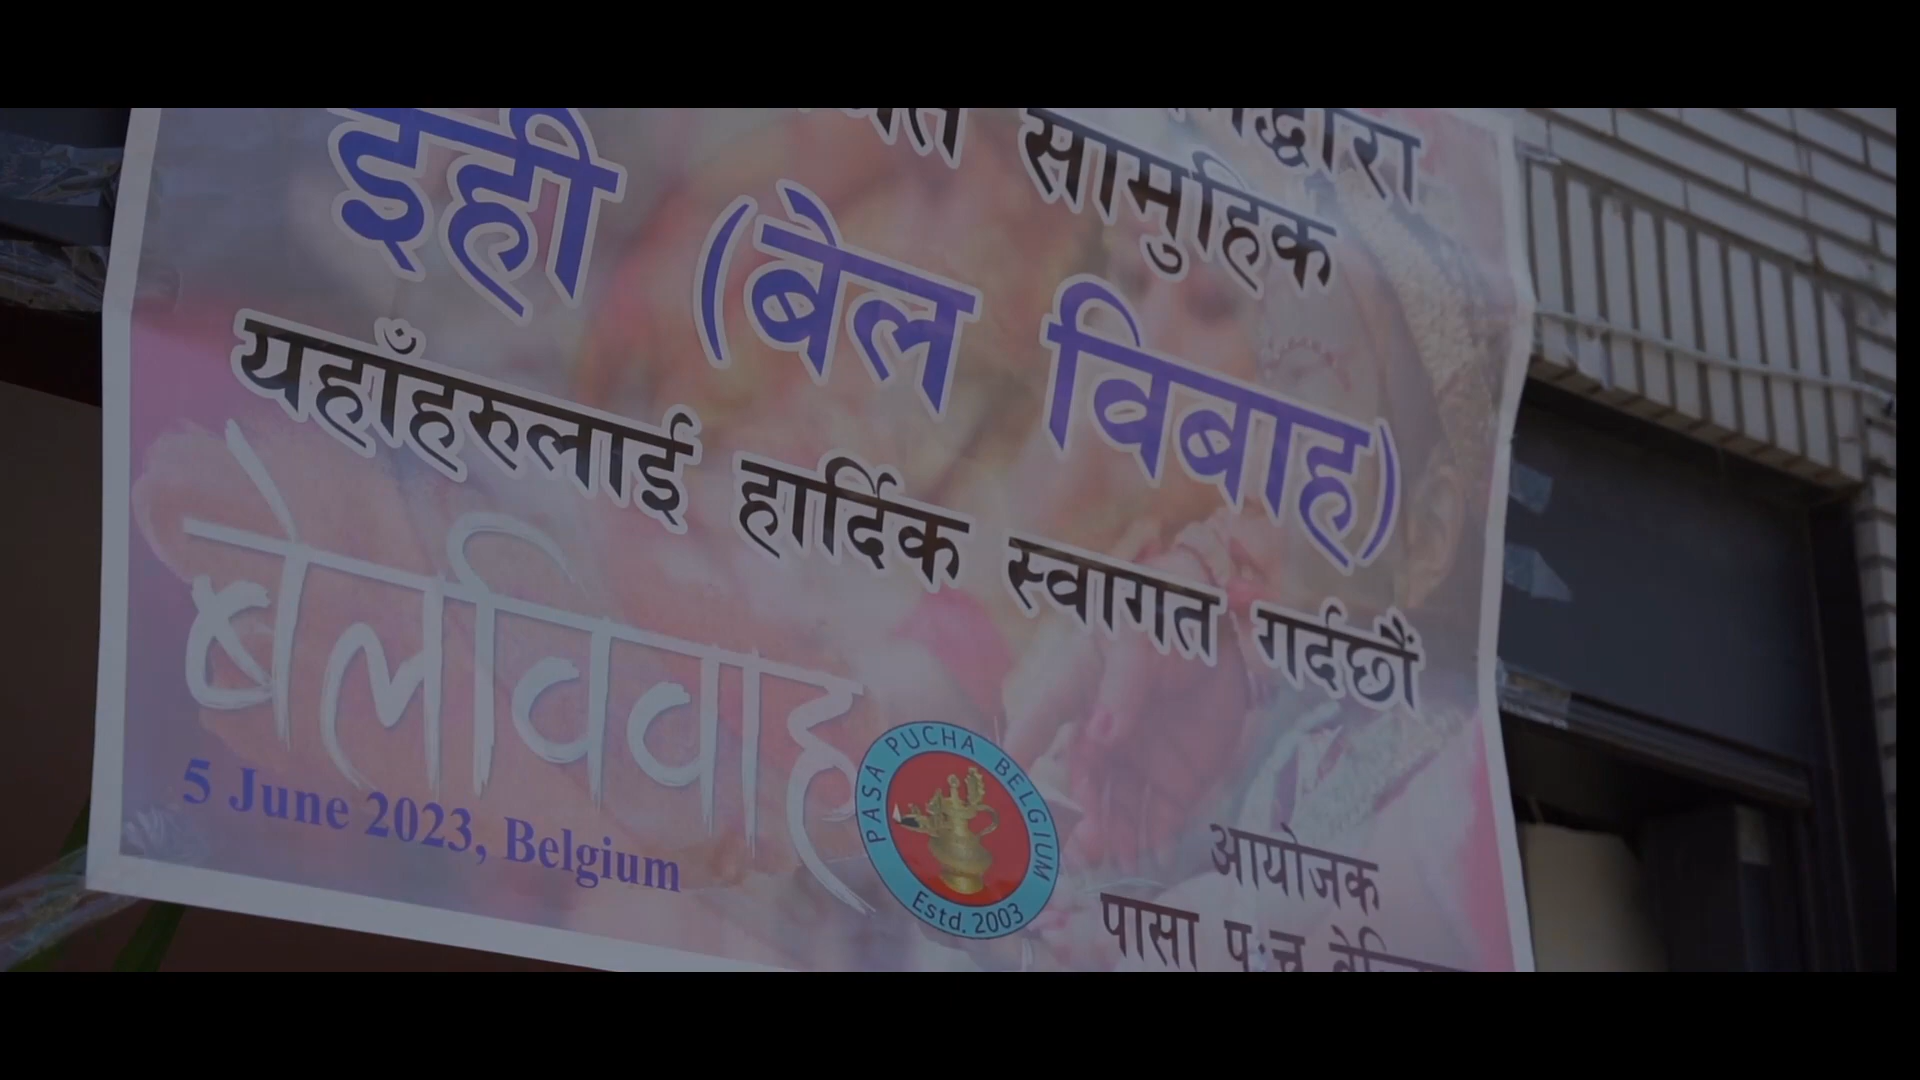 सामुहिक
इही (बेल विबाह)
यहाँहरुलाई हार्दिक स्वागत गर्दछौं
बेलविवाह
5 June 2023, Belgium
PASA PUCHA BELGIUM
Estd. 2003
आयोजक
पासा